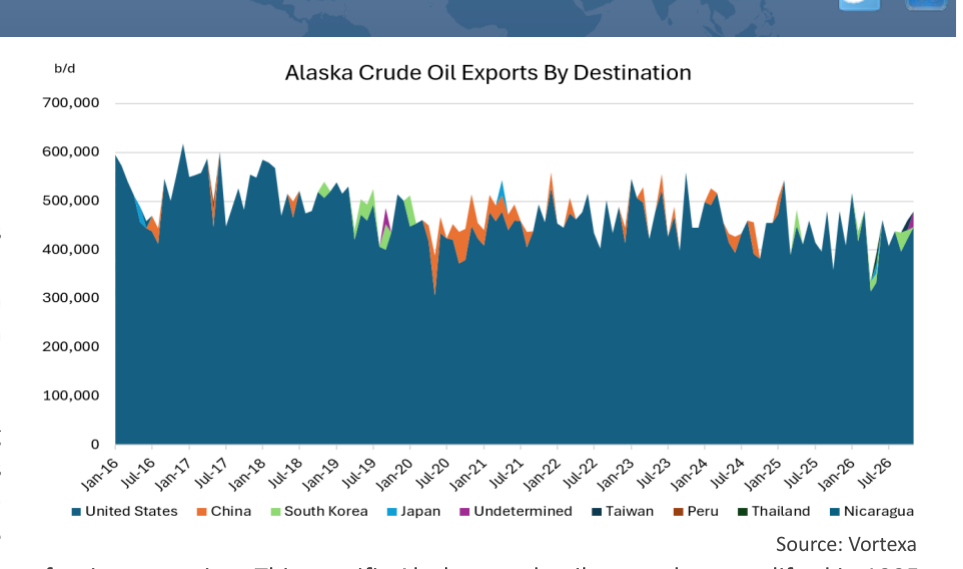 b/d
Alaska Crude Oil Exports By Destination
700,000
600,000
500,000
400,000
300,000
200,000
100,000
0
Jan-16 Jul-16 Jan-17 Jul-17 Jan-18 Jul-18 Jan-19 Jul-19 Jan-20 Jul-20 Jan-21 Jul-21 Jan-22 Jul-22 Jan-23 Jul-23 Jan-24 Jul-24 Jan-25 Jul-25 Jan-26 Jul-26
United States China South Korea Japan Undetermined Taiwan Peru Thailand Nicaragua
Source: Vortexa